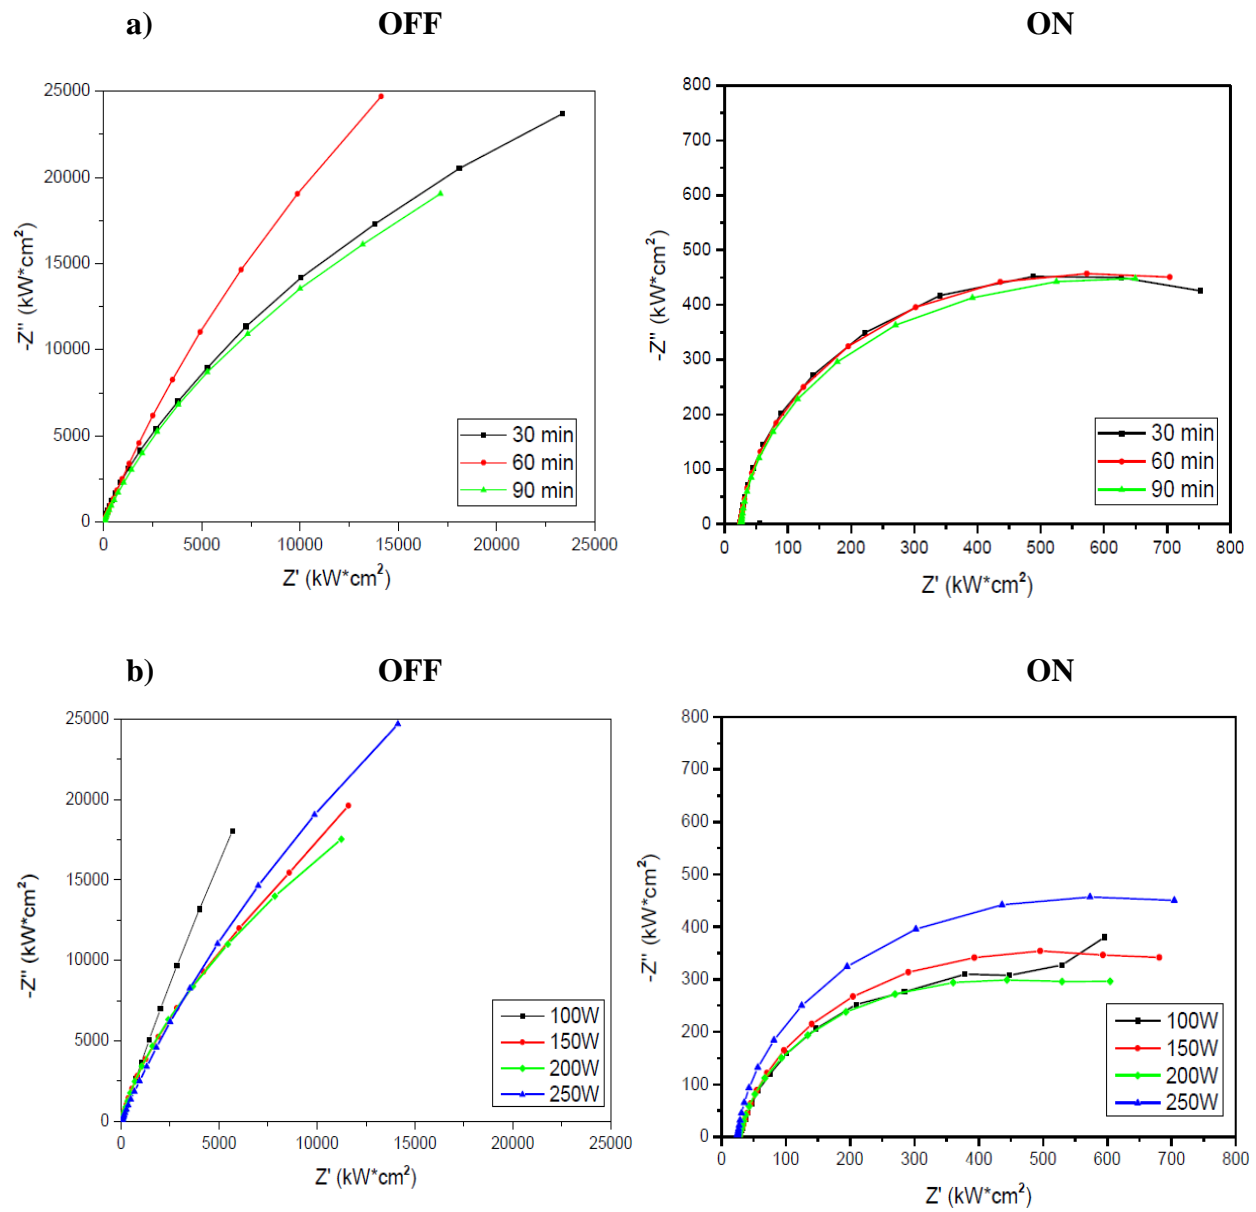 a) OFF ON
25000
20000
15000
10000
5000
0
-Z'' (kW*cm²)
0 5000 10000 15000 20000 25000
Z' (kW*cm²)
30 min
60 min
90 min
800
700
600
500
400
300
200
100
0
-Z'' (kW*cm²)
0 100 200 300 400 500 600 700 800
Z' (kW*cm²)
30 min
60 min
90 min
b) OFF ON
25000
20000
15000
10000
5000
0
-Z'' (kW*cm²)
0 5000 10000 15000 20000 25000
Z' (kW*cm²)
100W
150W
200W
250W
800
700
600
500
400
300
200
100
0
-Z'' (kW*cm²)
0 100 200 300 400 500 600 700 800
Z' (kW*cm²)
100W
150W
200W
250W